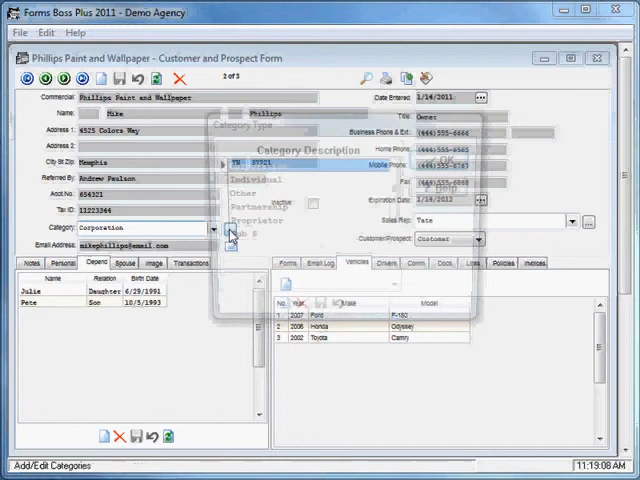 Forms Boss Plus 2011 - Demo Agency
File Edit Help
Phillips Paint and Wallpaper - Customer and Prospect Form
2 of 3
Commercial: Phillips Paint and Wallpaper
Date Entered: 1/14/2011
Name: Mike Phillips
Title: Owner
Category Type
Address 1: 4525 Colors Way
Business Phone & Ext: (444)555-6666
Address 2:
Category Description
Home Phone: (444)555-6565
City St Zip: Memphis TN 37721
Mobile Phone: (444)555-6767
OK
Referred By: Andrew Paulson
Individual
Fax: (444)555-6868
Help
Acct.No: 654321
Other
Inactive:
Expiration Date: 1/14/2012
Tax ID: 11223344
Partnership
Proprietor
Sales Rep: Tate
Category: Corporation
Sub S
Customer/Prospect: Customer
Email Address: mikephillips@email.com
Notes Personal Depend Spouse Image Transactions
Forms Email Log Vehicles Drivers Comm Docs Links Policies Invoices
Name Relation Birth Date
Julie Daughter 6/29/1991
Pete Son 10/5/1993
No. Year Make Model
1 2007 Ford F-150
2 2006 Honda Odyssey
3 2002 Toyota Camry
Add/Edit Categories
11:19:08 AM